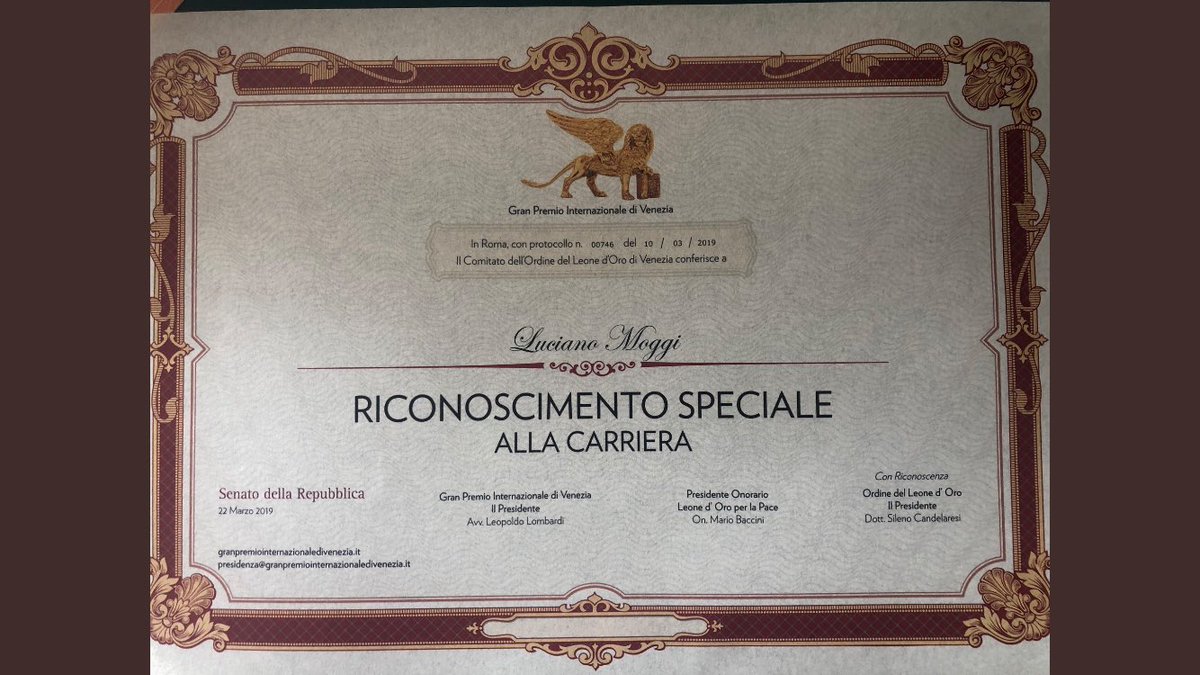 Gran Premio Internazionale di Venezia
In Roma, con protocollo n. 00746 del 10 / 03 / 2019
Il Comitato dell'Ordine del Leone d'Oro di Venezia conferisce a
Luciano Moggi
RICONOSCIMENTO SPECIALE
ALLA CARRIERA
Senato della Repubblica
22 Marzo 2019
Gran Premio Internazionale di Venezia
Il Presidente
Avv. Leopoldo Lombardi
Presidente Onorario
Leone d' Oro per la Pace
On. Mario Baccini
Con Riconoscenza
Ordine del Leone d' Oro
Il Presidente
Dott. Sileno Candelaresi
granpremiointernazionaledivenezia.it
presidenza@granpremiointernazionaledivenezia.it